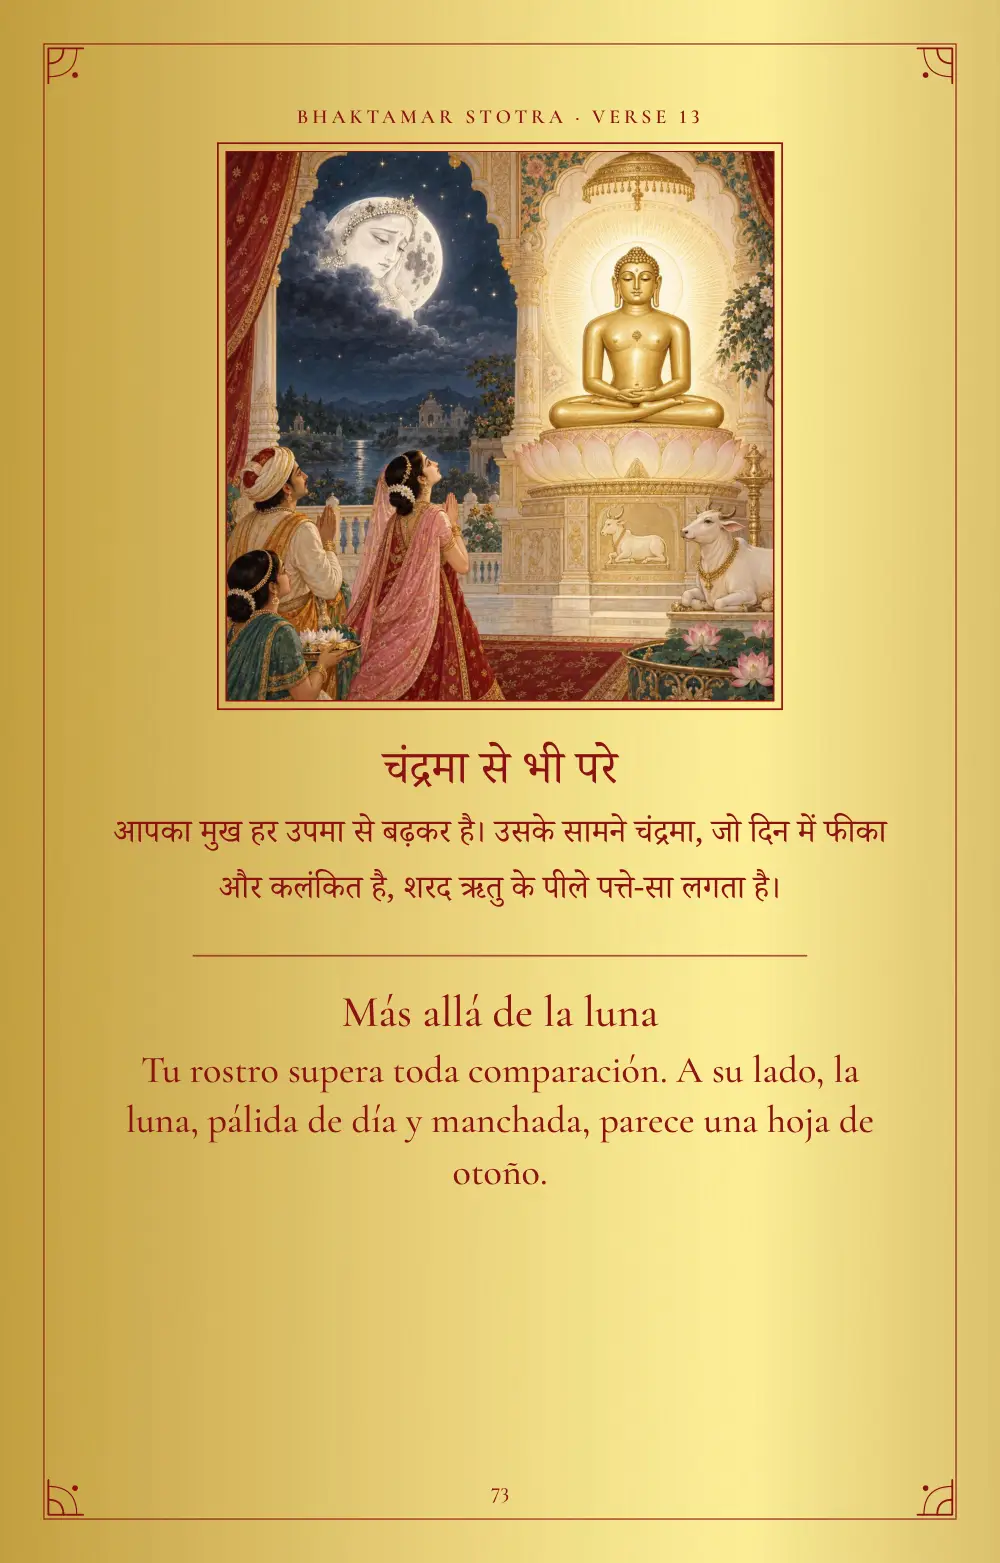 BHAKTAMAR STOTRA · VERSE 13
चंद्रमा से भी परे
आपका मुख हर उपमा से बढ़कर है। उसके सामने चंद्रमा, जो दिन में फीका
और कलंकित है, शरद ऋतु के पीले पत्ते-सा लगता है।
Más allá de la luna
Tu rostro supera toda comparación. A su lado, la
luna, pálida de día y manchada, parece una hoja de
otoño.
73